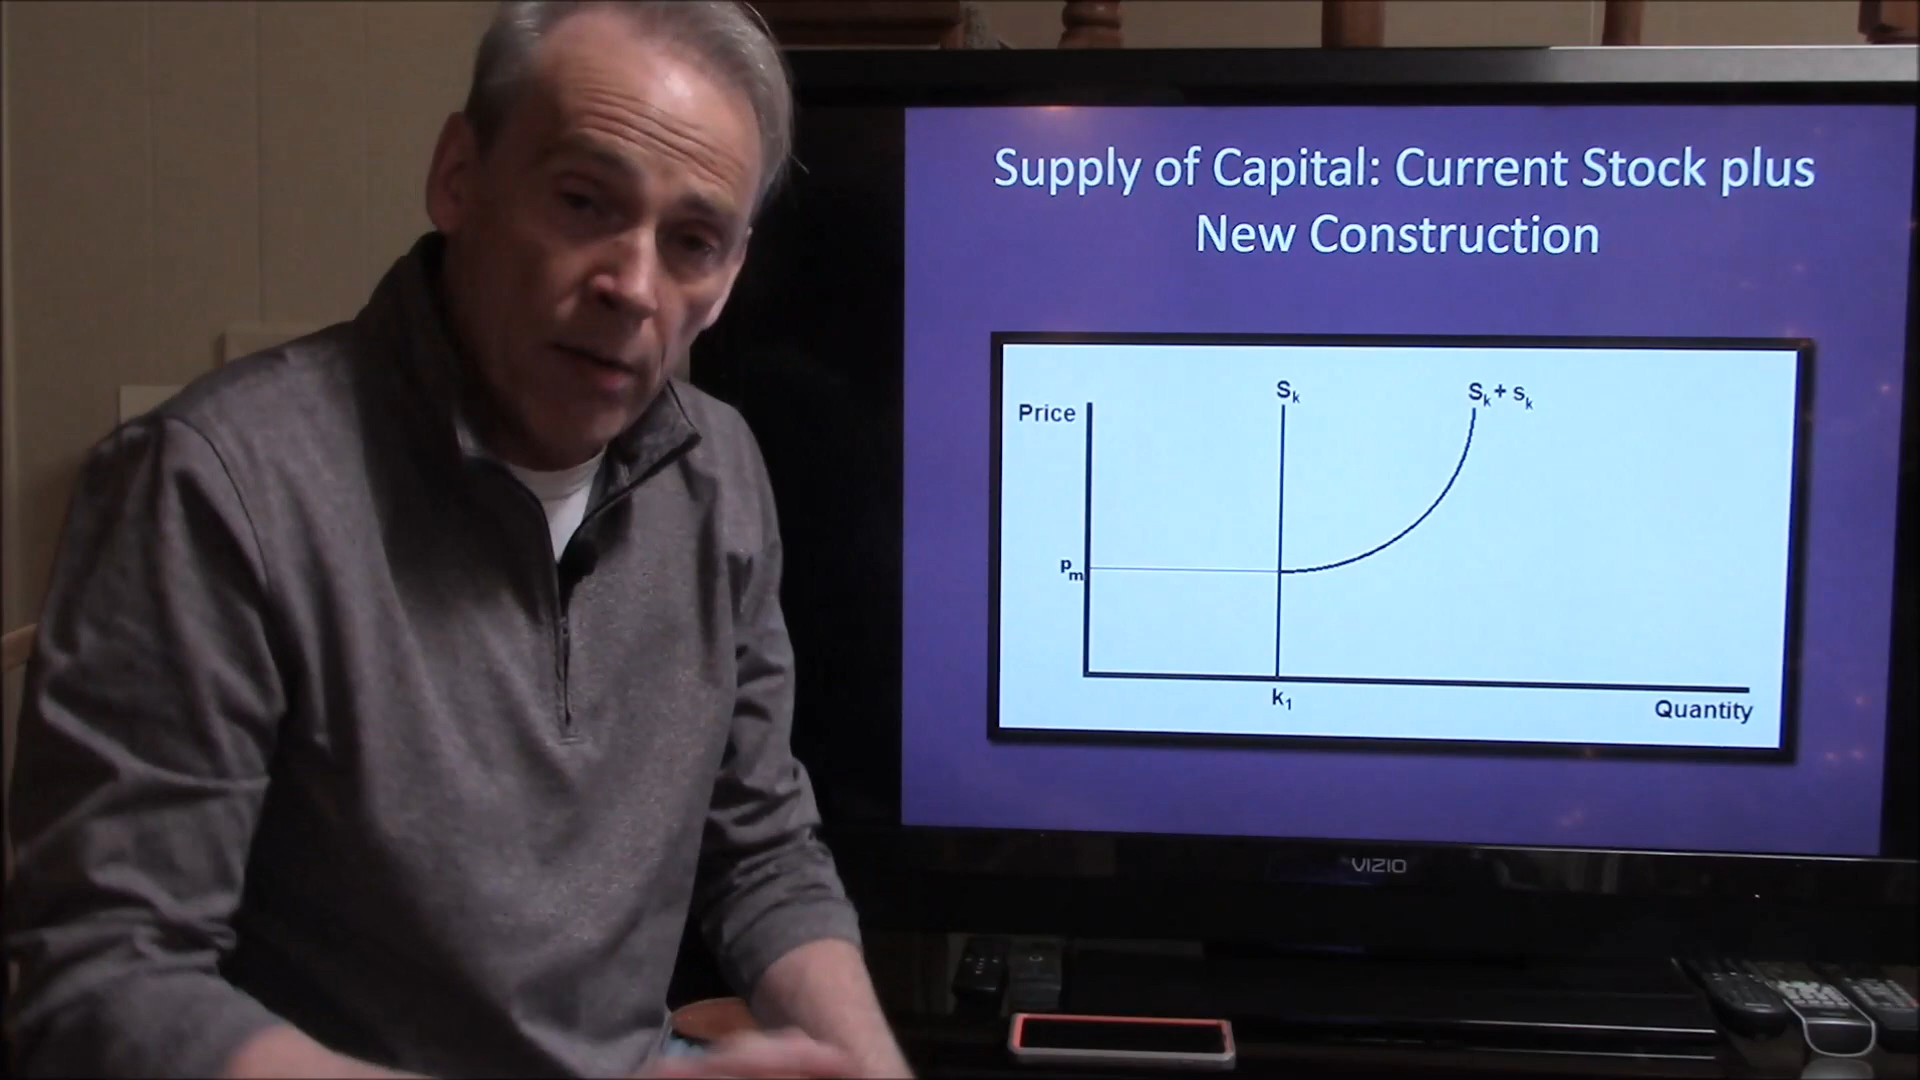 Supply of Capital: Current Stock plus
New Construction
Sk
Sk + sk
Price
Pm
k1
Quantity
VIZIO